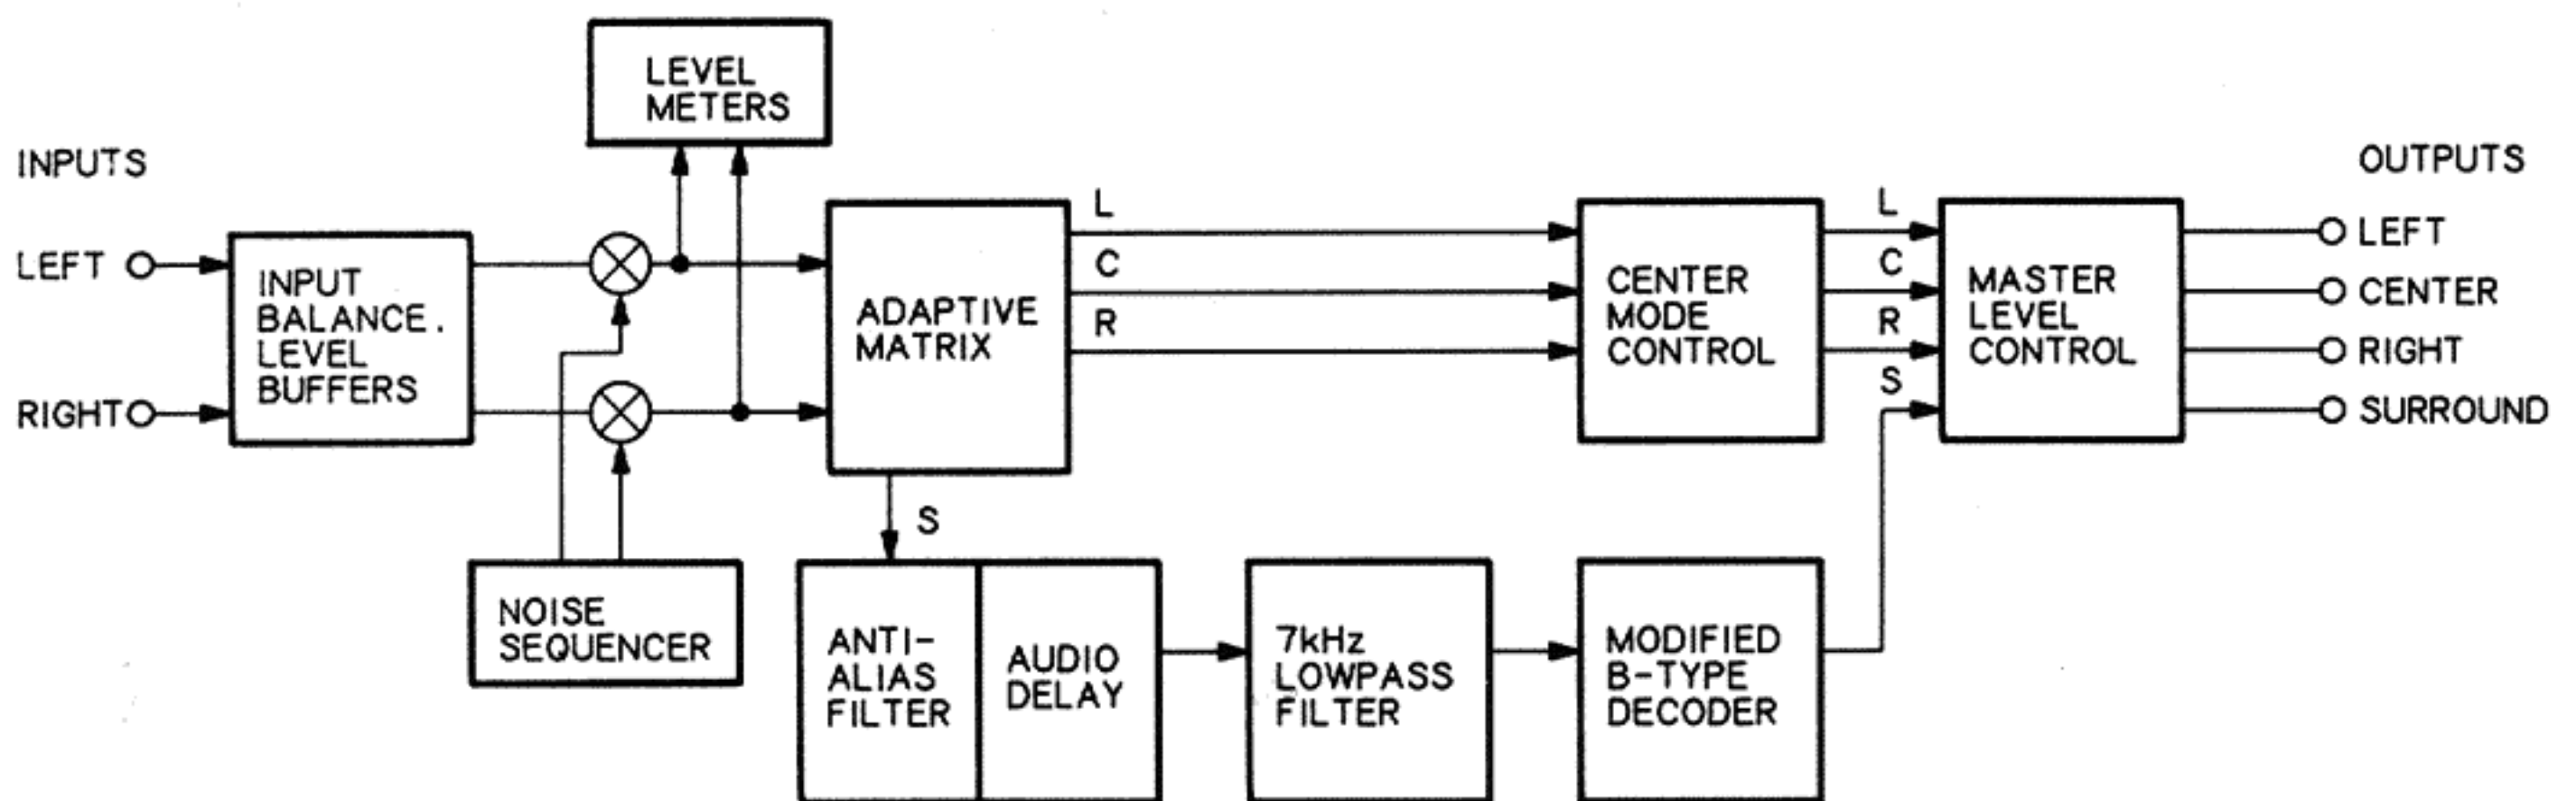 LEVEL
METERS
INPUTS
OUTPUTS
LEFT
RIGHT
INPUT
BALANCE.
LEVEL
BUFFERS
NOISE
SEQUENCER
ADAPTIVE
MATRIX
L
C
R
S
CENTER
MODE
CONTROL
L
C
R
S
MASTER
LEVEL
CONTROL
LEFT
CENTER
RIGHT
SURROUND
ANTI-
ALIAS
FILTER
AUDIO
DELAY
7kHz
LOWPASS
FILTER
MODIFIED
B-TYPE
DECODER